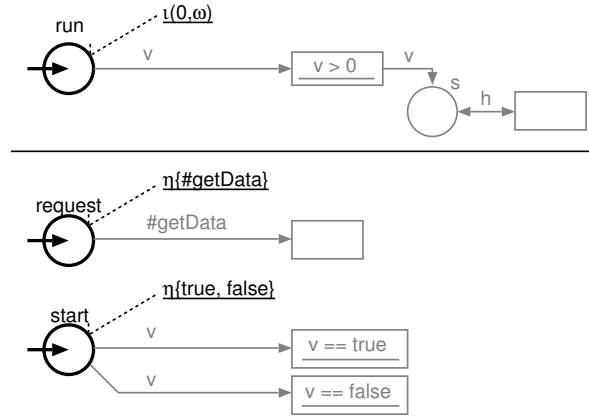 run
ι(0,ω)
v
v > 0
v
s
h
η{#getData}
request
#getData
η{true, false}
start
v
v == true
v
v == false